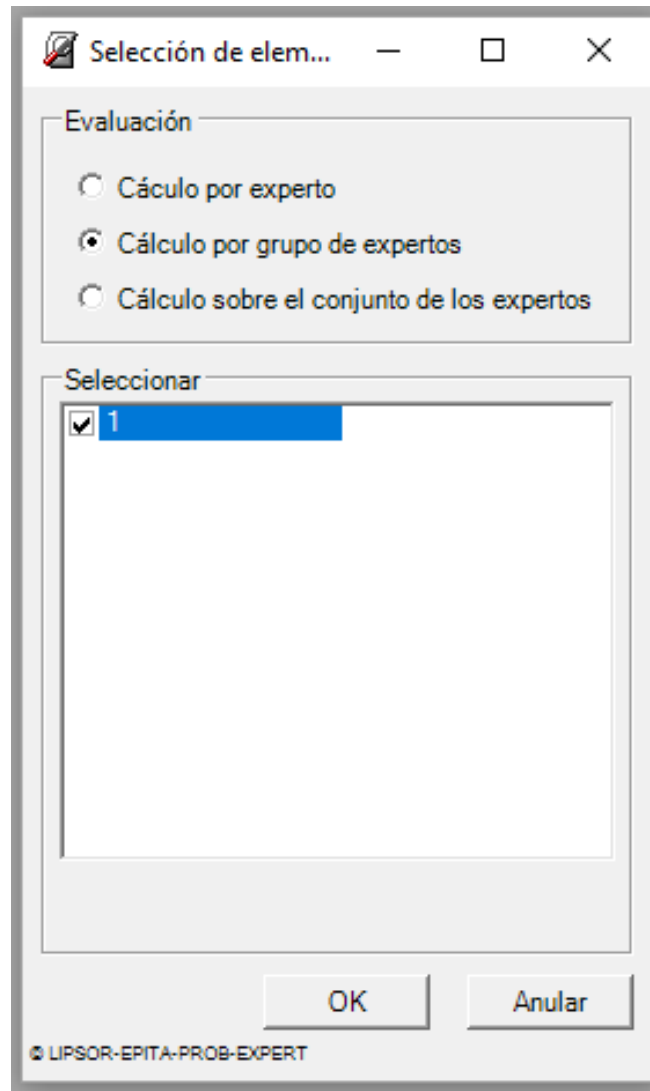 Selección de elem...
Evaluación
Cáculo por experto
Cálculo por grupo de expertos
Cálculo sobre el conjunto de los expertos
Seleccionar
1
OK Anular
© LIPSOR-EPITA-PROB-EXPERT